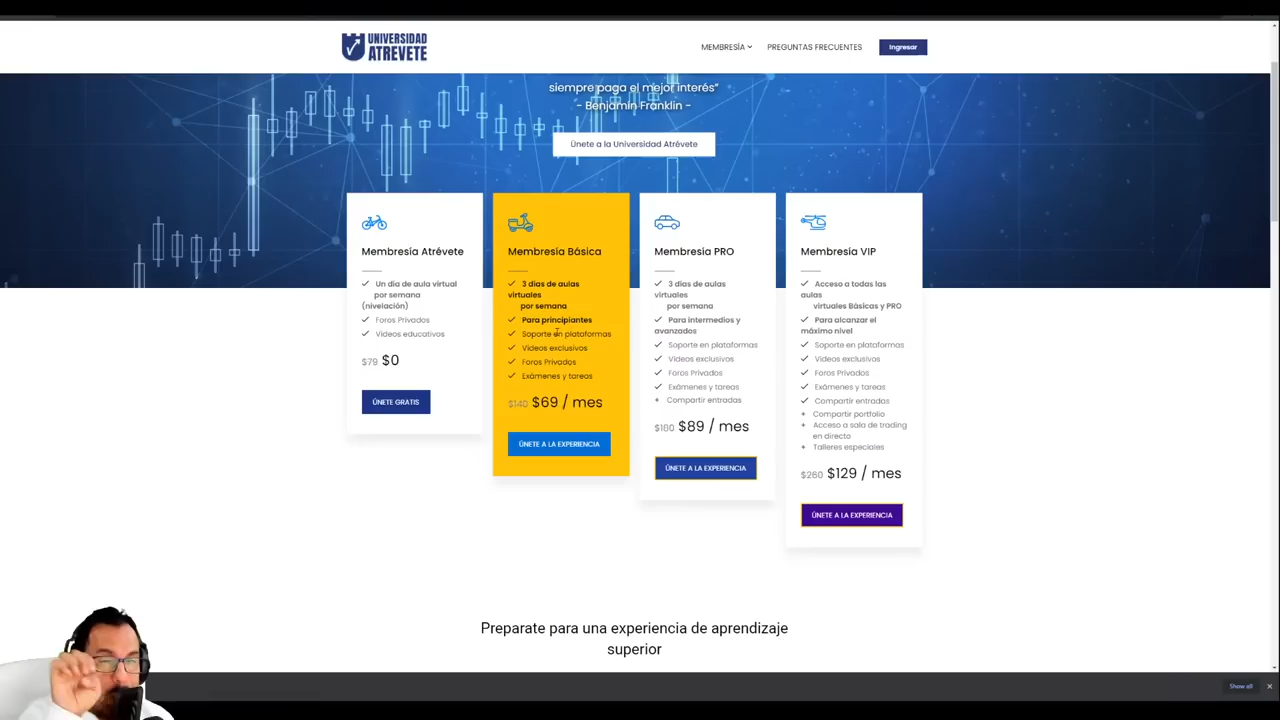 UNIVERSIDAD
ATREVETE
MEMBRESÍA
PREGUNTAS FRECUENTES
Ingresar
siempre paga el mejor interés"
- Benjamín Franklin -
Únete a la Universidad Atrévete
Membresía Atrévete
Un día de aula virtual
por semana
(nivelación)
Foros Privados
Videos educativos
$79 $0
ÚNETE GRATIS
Membresía Básica
3 días de aulas
virtuales
por semana
Para principiantes
Soporte en plataformas
Videos exclusivos
Foros Privados
Exámenes y tareas
$140 $69 / mes
ÚNETE A LA EXPERIENCIA
Membresía PRO
3 días de aulas
virtuales
por semana
Para intermedios y
avanzados
Soporte en plataformas
Videos exclusivos
Foros Privados
Exámenes y tareas
+ Compartir entradas
$180 $89 / mes
ÚNETE A LA EXPERIENCIA
Membresía VIP
Acceso a todas las
aulas
virtuales Básicas y PRO
Para alcanzar el
máximo nivel
Soporte en plataformas
Videos exclusivos
Foros Privados
Exámenes y tareas
Compartir entradas
+ Compartir portfolio
+ Acceso a sala de trading
en directo
+ Talleres especiales
$260 $129 / mes
ÚNETE A LA EXPERIENCIA
Preparate para una experiencia de aprendizaje
superior
Show all